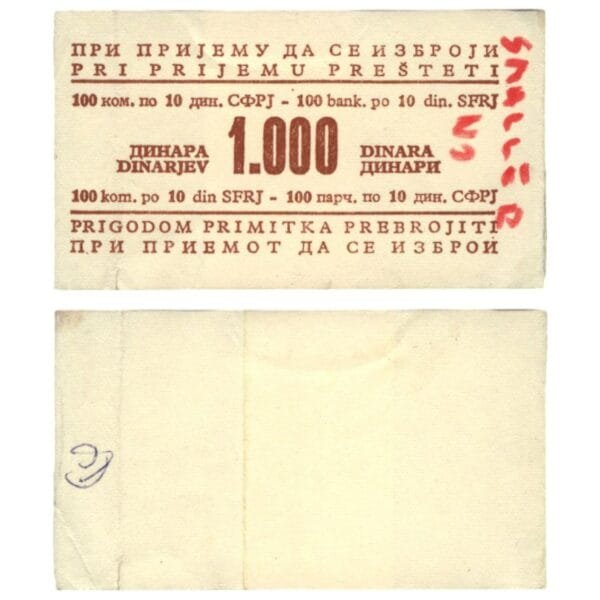 ПРИ ПРИЈЕМУ ДА СЕ ИЗБРОЈИ
PRI PRIJEMU PREŠTETI
100 ком. по 10 дин. СФРЈ - 100 bank. po 10 din. SFRJ
ДИНАРА 1.000 DINARA
DINARJEV ДИНАРИ
100 kom. po 10 din SFRJ - 100 парч. по 10 дин. СФРЈ
PRIGODOM PRIMITKA PREBROJITI
ПРИ ПРИЕМОТ ДА СЕ ИЗБРОИ